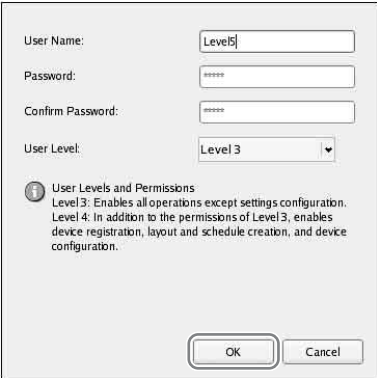 User Name:
Level5
Password:
*****
Confirm Password:
*****
User Level:
Level 3
User Levels and Permissions
Level 3: Enables all operations except settings configuration.
Level 4: In addition to the permissions of Level 3, enables
device registration, layout and schedule creation, and device
configuration.
OK
Cancel